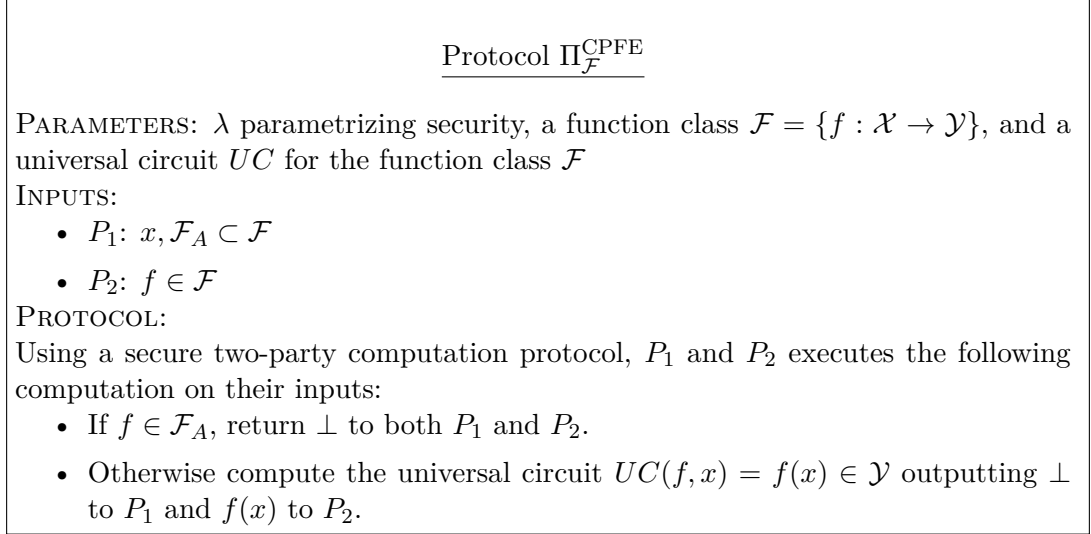 Protocol Π_ℱ^CPFE
PARAMETERS: λ parametrizing security, a function class ℱ = {f : 𝒳 → 𝒴}, and a
universal circuit UC for the function class ℱ
INPUTS:
• P₁: x, ℱ_A ⊂ ℱ
• P₂: f ∈ ℱ
PROTOCOL:
Using a secure two-party computation protocol, P₁ and P₂ executes the following
computation on their inputs:
• If f ∈ ℱ_A, return ⊥ to both P₁ and P₂.
• Otherwise compute the universal circuit UC(f, x) = f(x) ∈ 𝒴 outputting ⊥
to P₁ and f(x) to P₂.